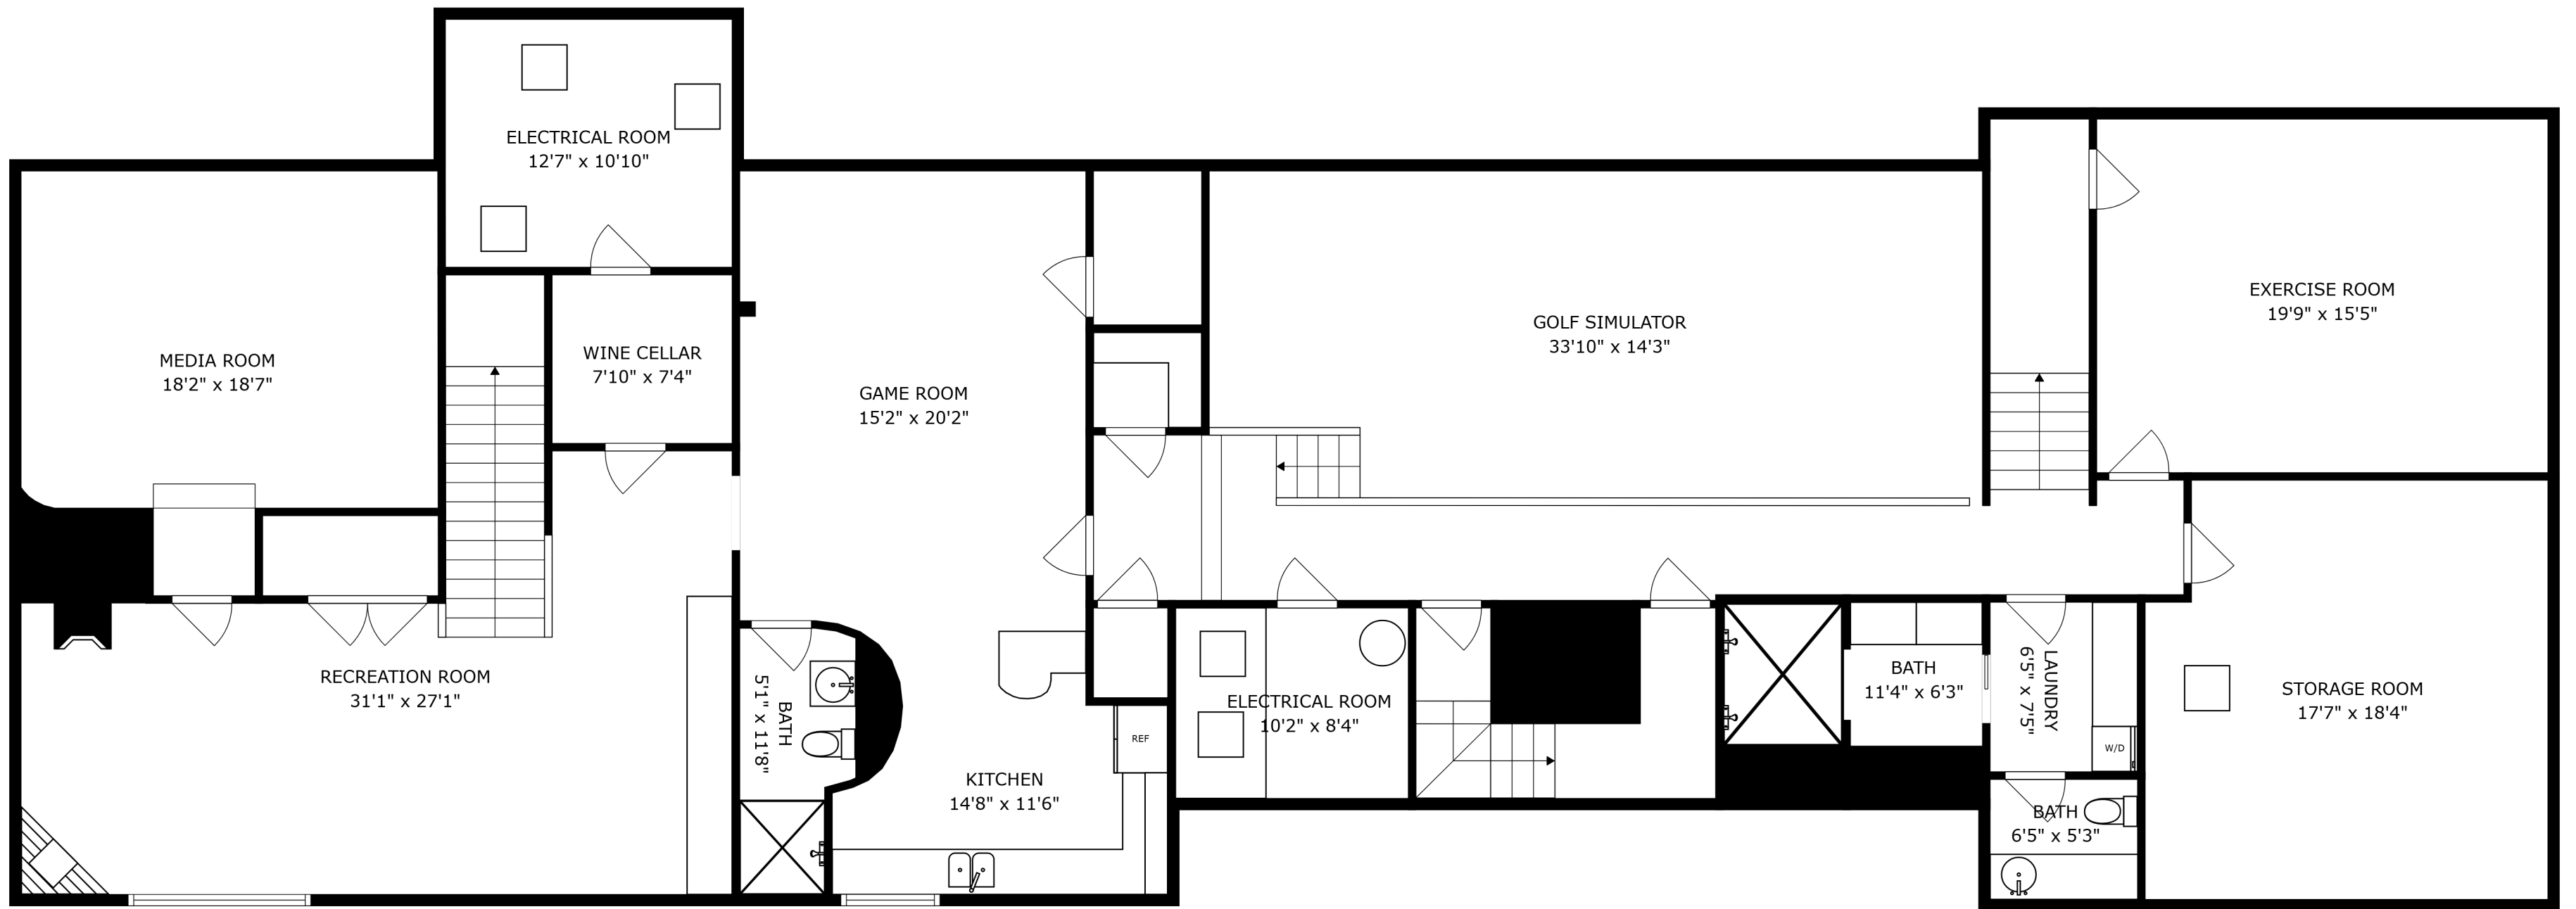 ELECTRICAL ROOM
12'7" x 10'10"
MEDIA ROOM
18'2" x 18'7"
WINE CELLAR
7'10" x 7'4"
GAME ROOM
15'2" x 20'2"
GOLF SIMULATOR
33'10" x 14'3"
EXERCISE ROOM
19'9" x 15'5"
RECREATION ROOM
31'1" x 27'1"
BATH
5'1" x 11'8"
KITCHEN
14'8" x 11'6"
REF
ELECTRICAL ROOM
10'2" x 8'4"
BATH
11'4" x 6'3"
LAUNDRY
6'5" x 7'5"
W/D
BATH
6'5" x 5'3"
STORAGE ROOM
17'7" x 18'4"